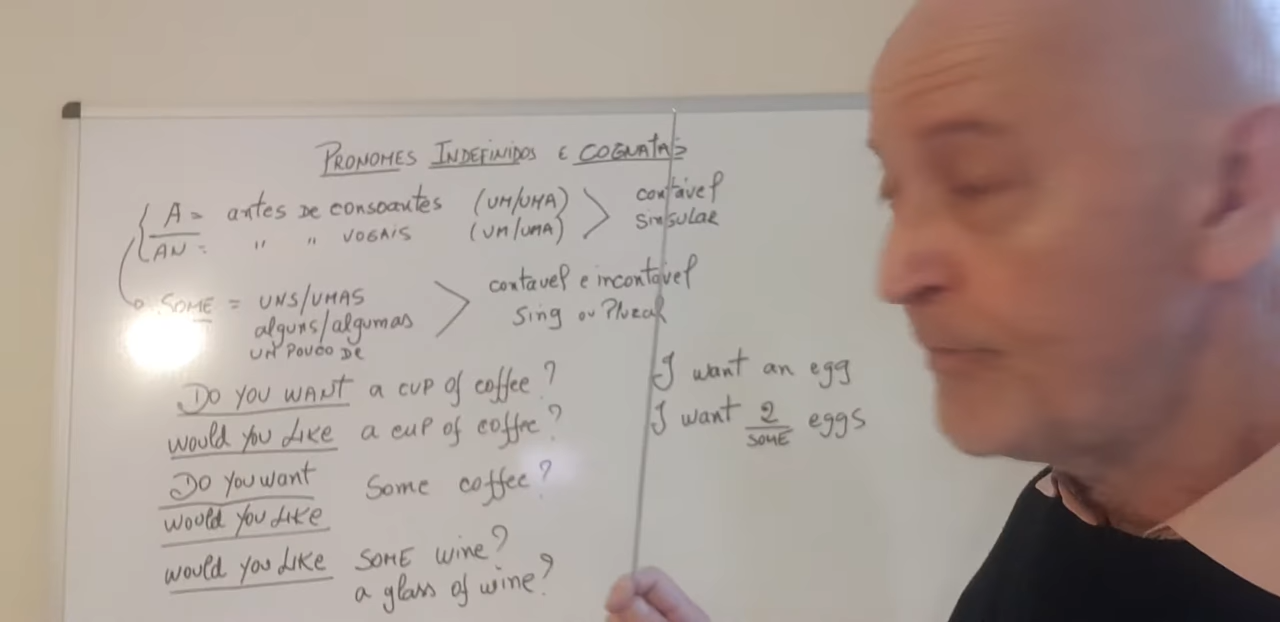 PRONOMES INDEFINIDOS E COGNATAS
A = antes DE consoantes (UM/UMA) > contável
AN = " " VOGAIS (UM/UMA) singular
SOME = UNS/UMAS > contavel e incontavel
alguns/algumas Sing ou Plural
UM POUCO DE
DO YOU WANT a cup of coffee?
would you like a cup of coffee?
DO YOU want Some coffee?
would you like
would you like SOME wine?
a glass of wine?
I want an egg
I want 2 eggs
SOME